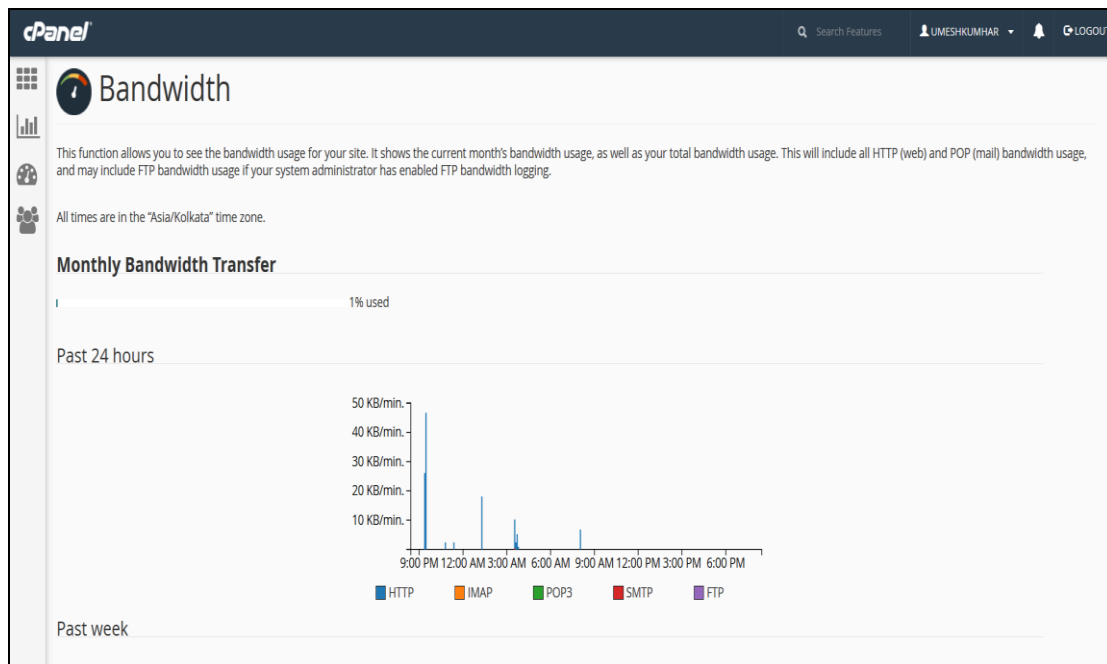 cPanel
Search Features
UMESHKUMHAR
LOGOUT
Bandwidth
This function allows you to see the bandwidth usage for your site. It shows the current month's bandwidth usage, as well as your total bandwidth usage. This will include all HTTP (web) and POP (mail) bandwidth usage,
and may include FTP bandwidth usage if your system administrator has enabled FTP bandwidth logging.
All times are in the “Asia/Kolkata” time zone.
Monthly Bandwidth Transfer
1% used
Past 24 hours
50 KB/min.
40 KB/min.
30 KB/min.
20 KB/min.
10 KB/min.
9:00 PM 12:00 AM 3:00 AM 6:00 AM 9:00 AM 12:00 PM 3:00 PM 6:00 PM
HTTP IMAP POP3 SMTP FTP
Past week